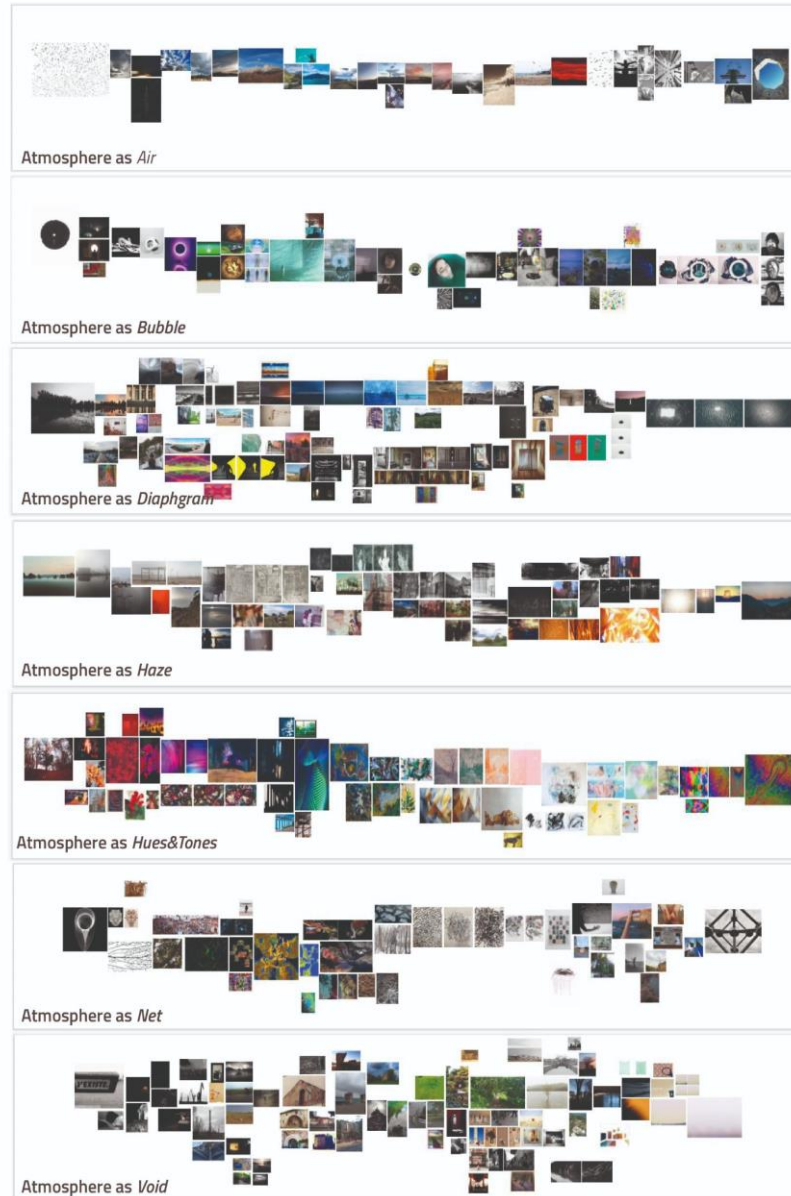 Atmosphere as Air
Atmosphere as Bubble
Atmosphere as Diaphgram
Atmosphere as Haze
Atmosphere as Hues&Tones
Atmosphere as Net
Atmosphere as Void